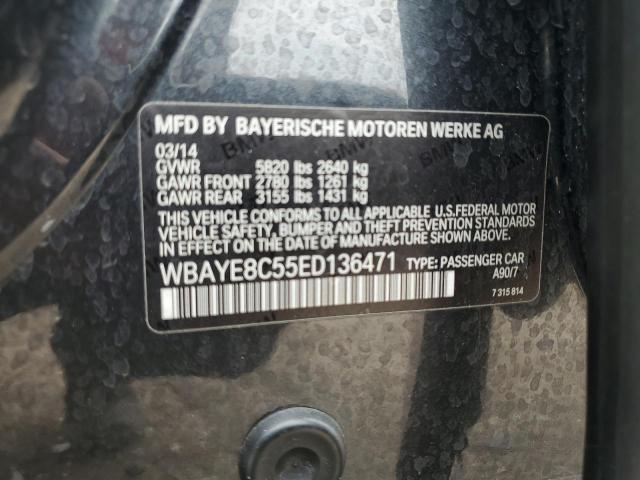 MFD BY BAYERISCHE MOTOREN WERKE AG
03/14
GVWR 5820 lbs 2640 kg
GAWR FRONT 2780 lbs 1261 kg
GAWR REAR 3155 lbs 1431 kg
THIS VEHICLE CONFORMS TO ALL APPLICABLE U.S.FEDERAL MOTOR
VEHICLE SAFETY, BUMPER AND THEFT PREVENTION STANDARDS
IN EFFECT ON THE DATE OF MANUFACTURE SHOWN ABOVE.
WBAYE8C55ED136471 TYPE: PASSENGER CAR
A90/7
7 315 814